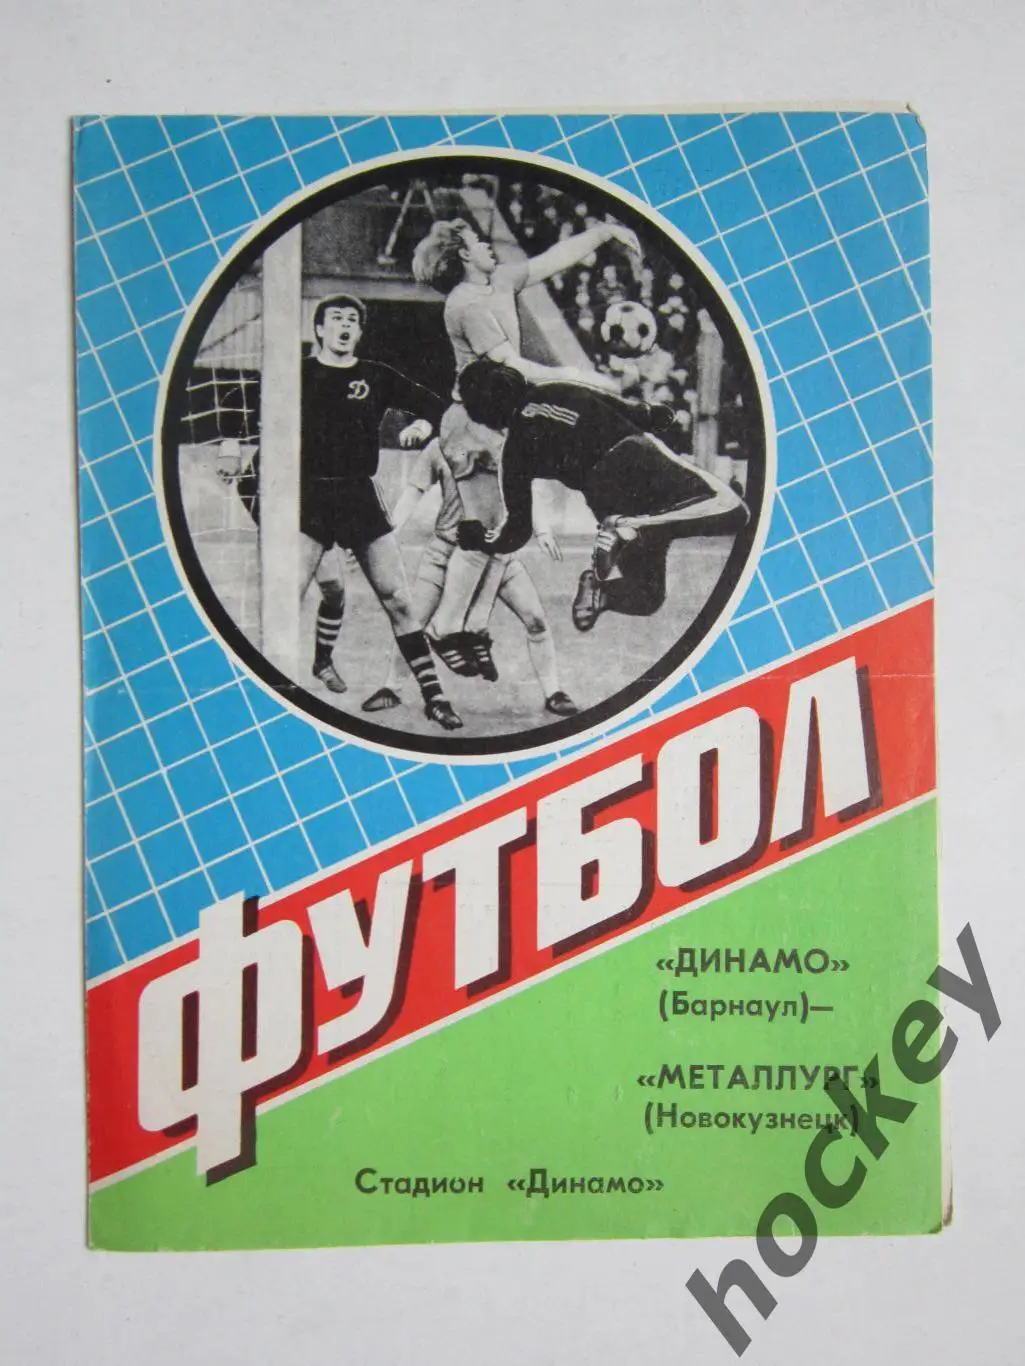 Д
ФУТБОЛ
«ДИНАМО»
(Барнаул)—
«МЕТАЛЛУРГ»
(Новокузнецк)
Стадион «Динамо»
hockey